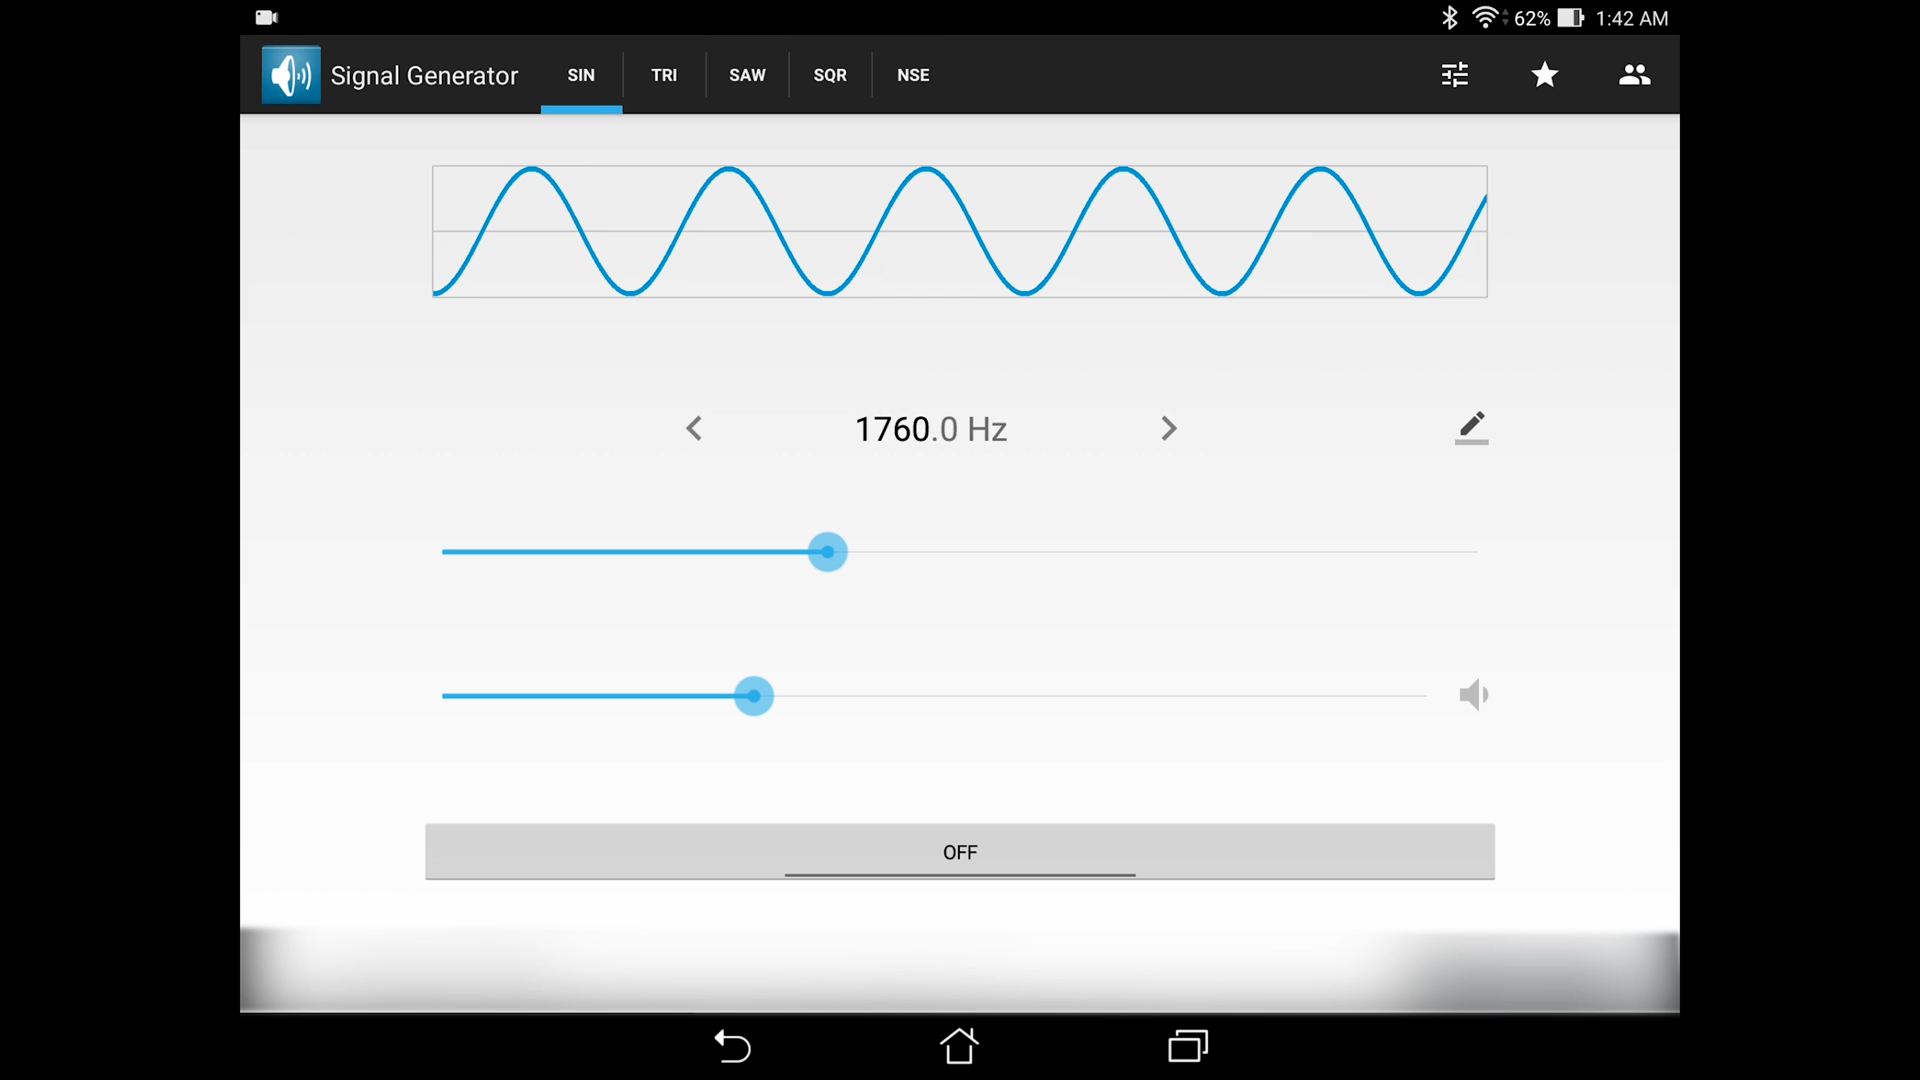 62% 1:42 AM
Signal Generator SIN TRI SAW SQR NSE
1760.0 Hz
OFF